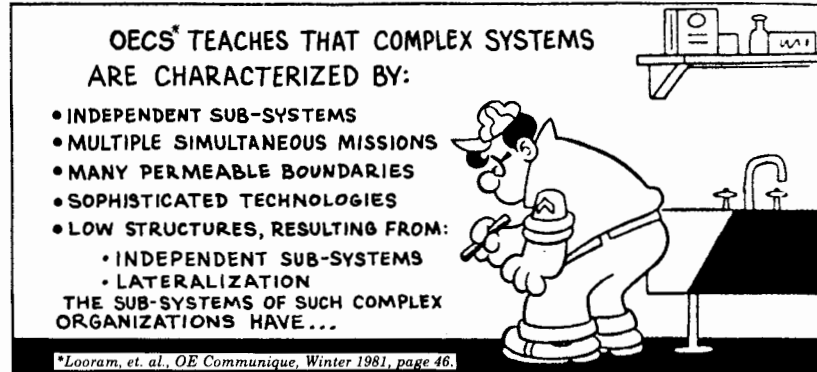 OECS* TEACHES THAT COMPLEX SYSTEMS
ARE CHARACTERIZED BY:
• INDEPENDENT SUB-SYSTEMS
• MULTIPLE SIMULTANEOUS MISSIONS
• MANY PERMEABLE BOUNDARIES
• SOPHISTICATED TECHNOLOGIES
• LOW STRUCTURES, RESULTING FROM:
• INDEPENDENT SUB-SYSTEMS
• LATERALIZATION
THE SUB-SYSTEMS OF SUCH COMPLEX
ORGANIZATIONS HAVE...
*Looram, et. al., OE Communique, Winter 1981, page 46.